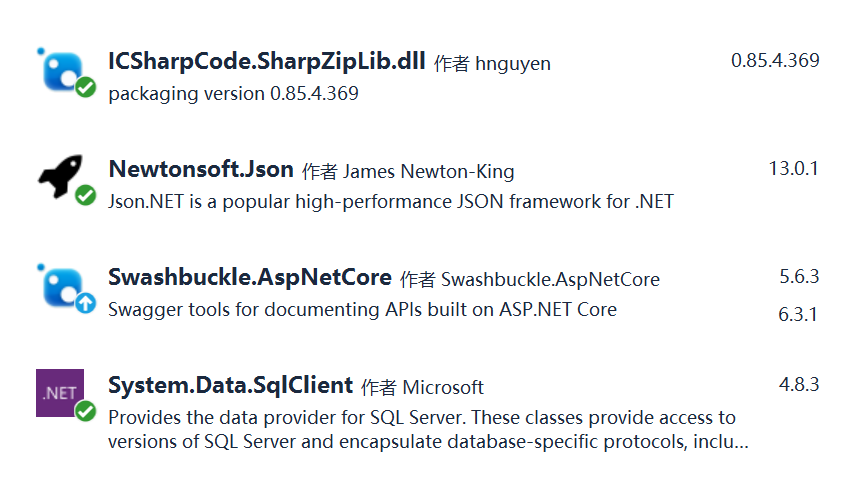 ICSharpCode.SharpZipLib.dll 作者 hnguyen 0.85.4.369
packaging version 0.85.4.369
Newtonsoft.Json 作者 James Newton-King 13.0.1
Json.NET is a popular high-performance JSON framework for .NET
Swashbuckle.AspNetCore 作者 Swashbuckle.AspNetCore 5.6.3
Swagger tools for documenting APIs built on ASP.NET Core 6.3.1
.NET System.Data.SqlClient 作者 Microsoft 4.8.3
Provides the data provider for SQL Server. These classes provide access to
versions of SQL Server and encapsulate database-specific protocols, inclu...